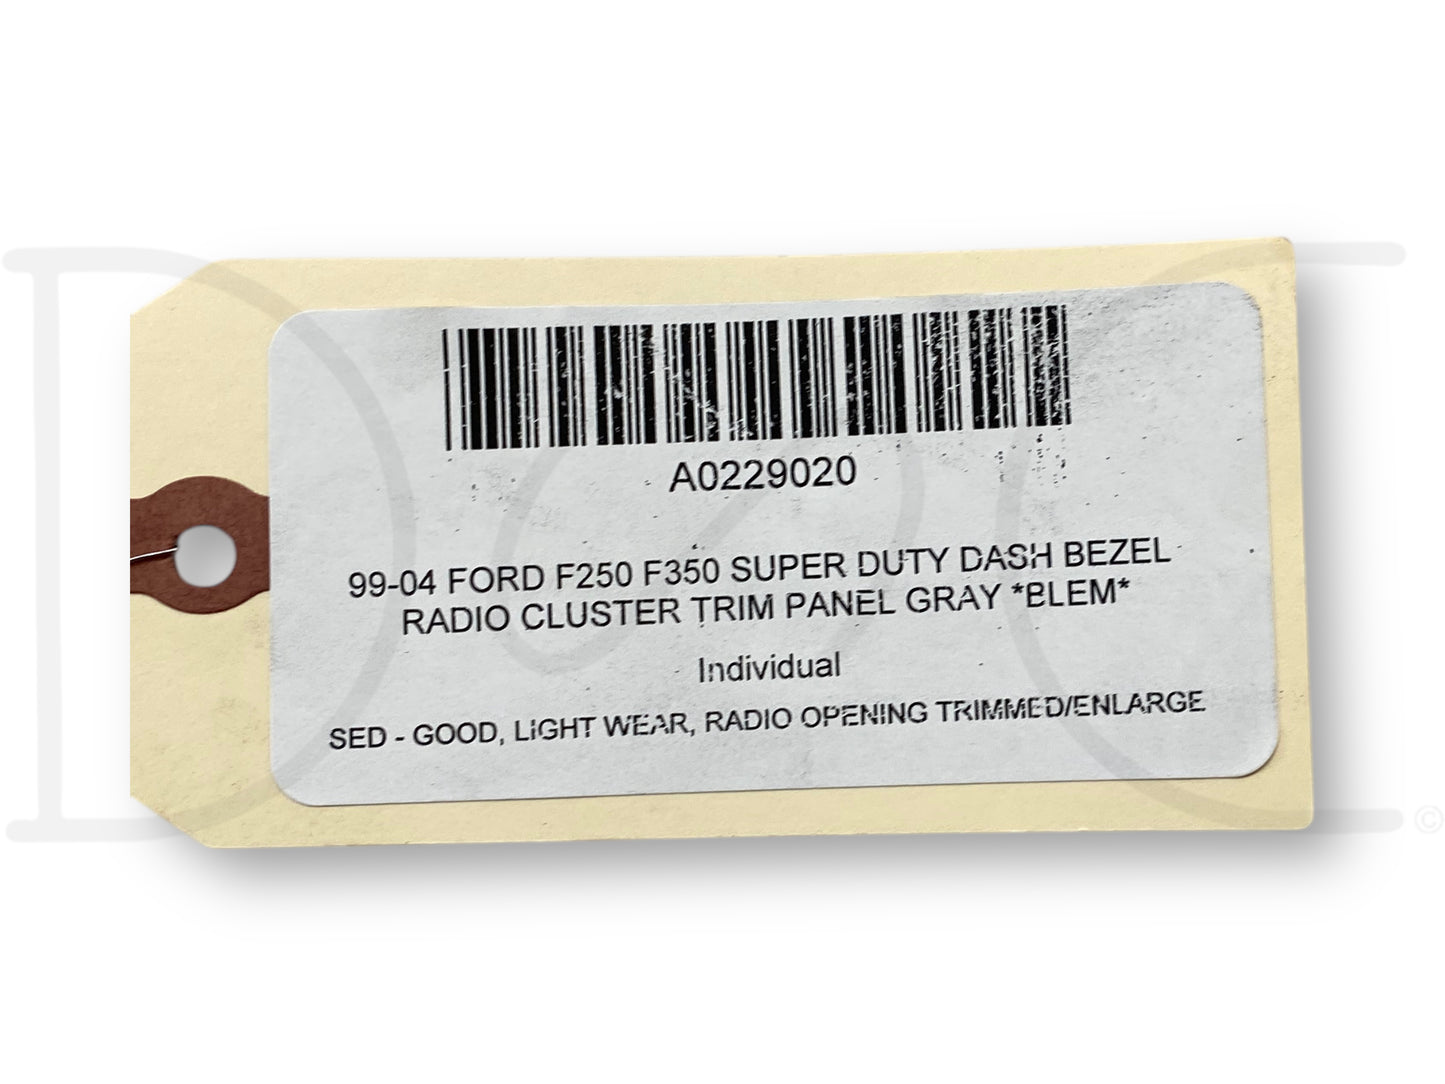 A0229020
99-04 FORD F250 F350 SUPER DUTY DASH BEZEL
RADIO CLUSTER TRIM PANEL GRAY *BLEM*
Individual
SED - GOOD, LIGHT WEAR, RADIO OPENING TRIMMED/ENLARGE
©